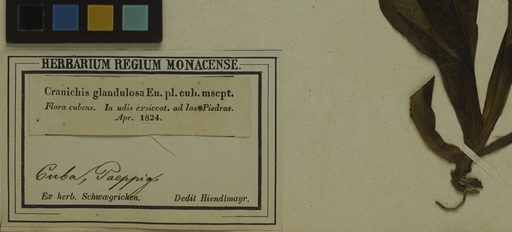 HERBARIUM REGIUM MONACENSE.
Cranichis glandulosa En. pl. cub. mscpt.
Flora cubens. In udis exsiccat. ad las Piedras.
Apr. 1824.
Cuba, Poeppig.
Ex herb. Schwægrichen. Dedit Hiendlmayr.